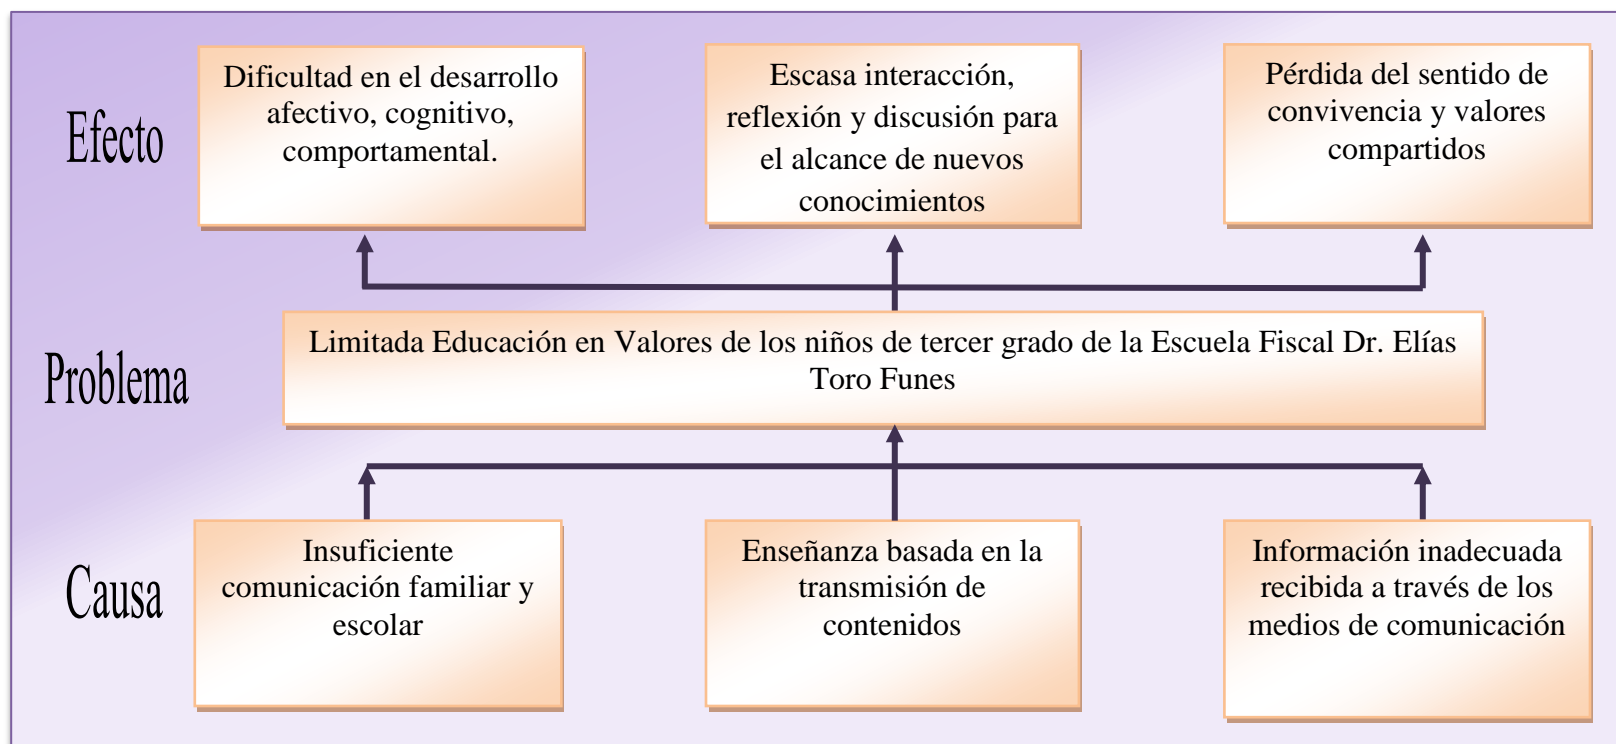 Efecto
Dificultad en el desarrollo
afectivo, cognitivo,
comportamental.
Escasa interacción,
reflexión y discusión para
el alcance de nuevos
conocimientos
Pérdida del sentido de
convivencia y valores
compartidos
Problema
Limitada Educación en Valores de los niños de tercer grado de la Escuela Fiscal Dr. Elías
Toro Funes
Causa
Insuficiente
comunicación familiar y
escolar
Enseñanza basada en la
transmisión de
contenidos
Información inadecuada
recibida a través de los
medios de comunicación